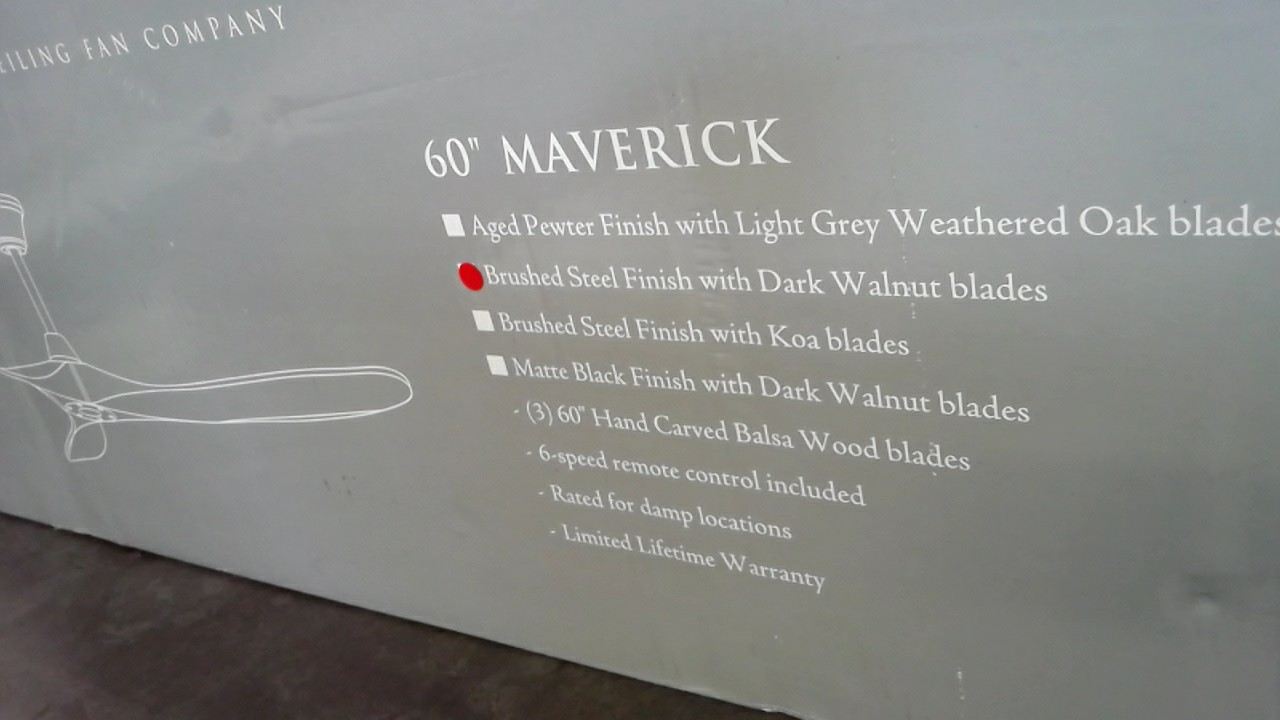 FAN COMPANY
60" MAVERICK
Aged Pewter Finish with Light Grey Weathered Oak blades
Brushed Steel Finish with Dark Walnut blades
Brushed Steel Finish with Koa blades
Matte Black Finish with Dark Walnut blades
- (3) 60" Hand Carved Balsa Wood blades
- 6-speed remote control included
- Rated for damp locations
- Limited Lifetime Warranty